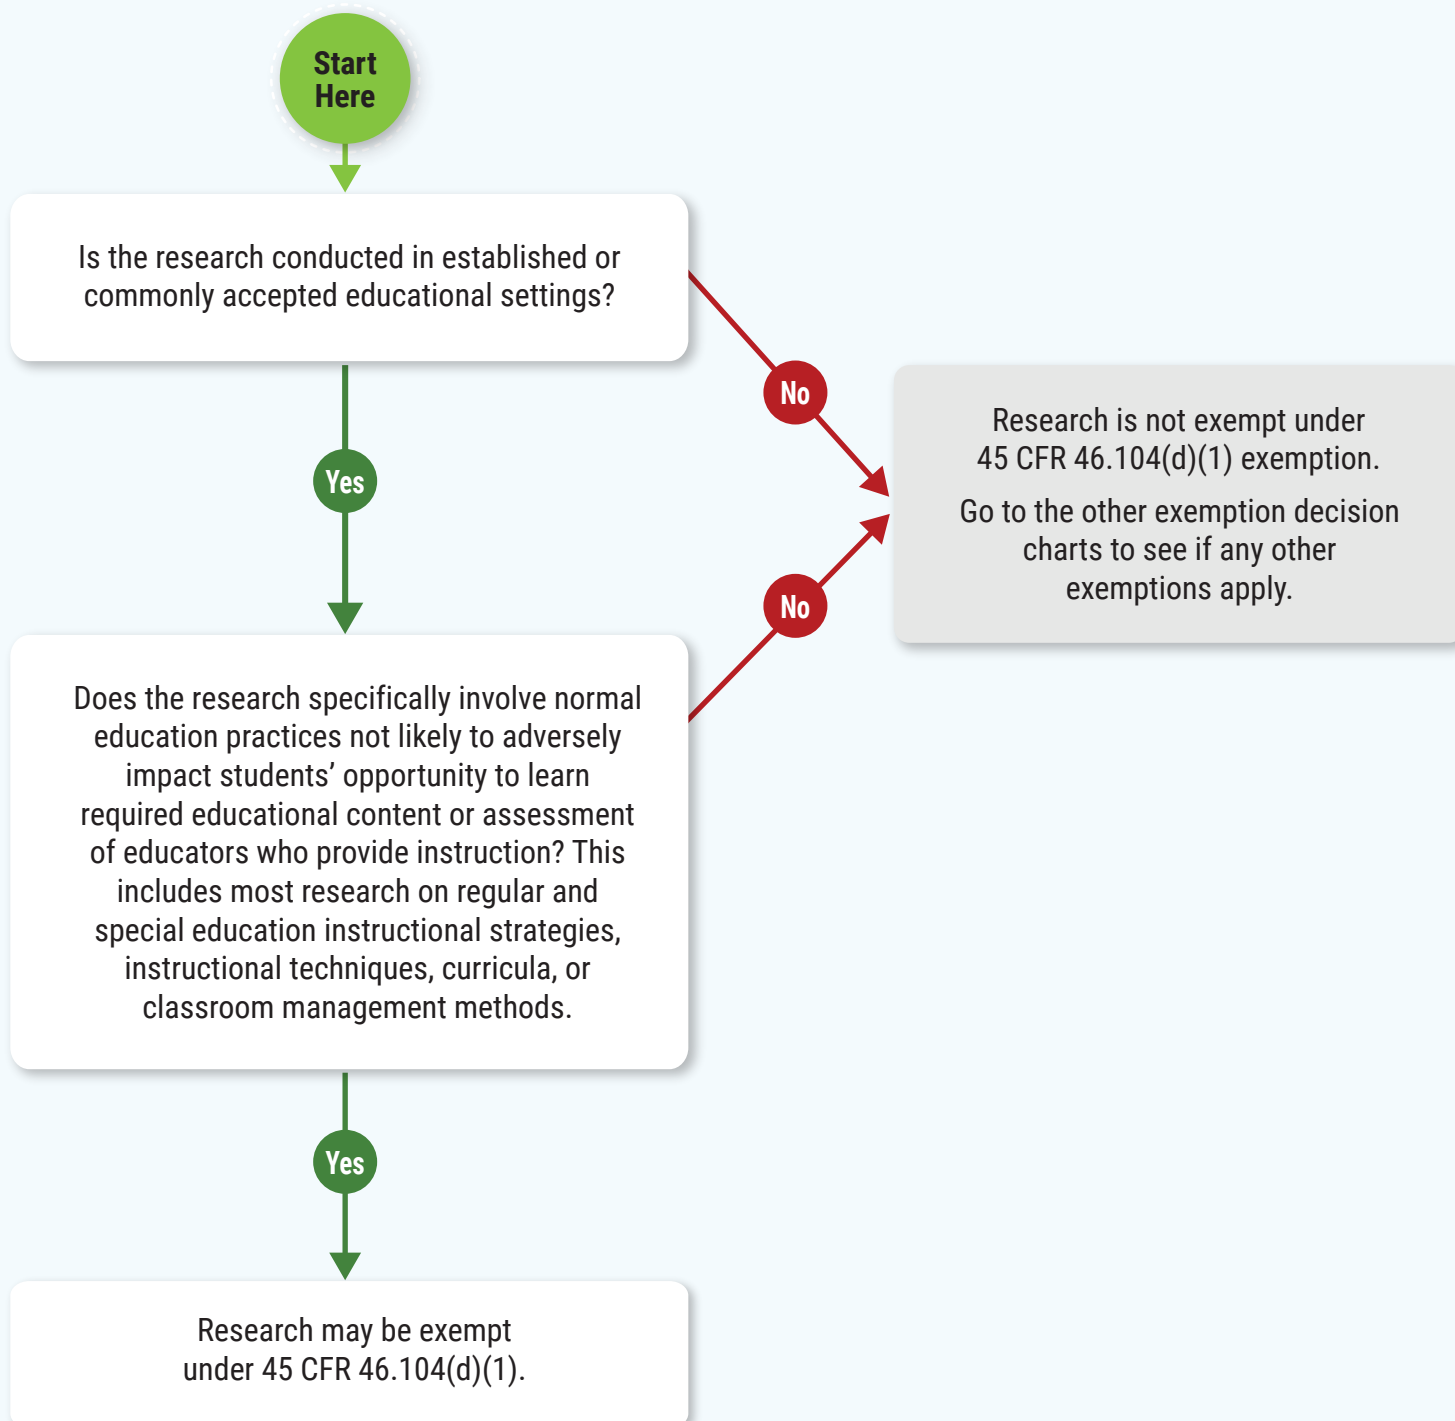 Start
Here
Is the research conducted in established or
commonly accepted educational settings?
No
Yes
Research is not exempt under
45 CFR 46.104(d)(1) exemption.
Go to the other exemption decision
charts to see if any other
exemptions apply.
No
Does the research specifically involve normal
education practices not likely to adversely
impact students’ opportunity to learn
required educational content or assessment
of educators who provide instruction? This
includes most research on regular and
special education instructional strategies,
instructional techniques, curricula, or
classroom management methods.
Yes
Research may be exempt
under 45 CFR 46.104(d)(1).